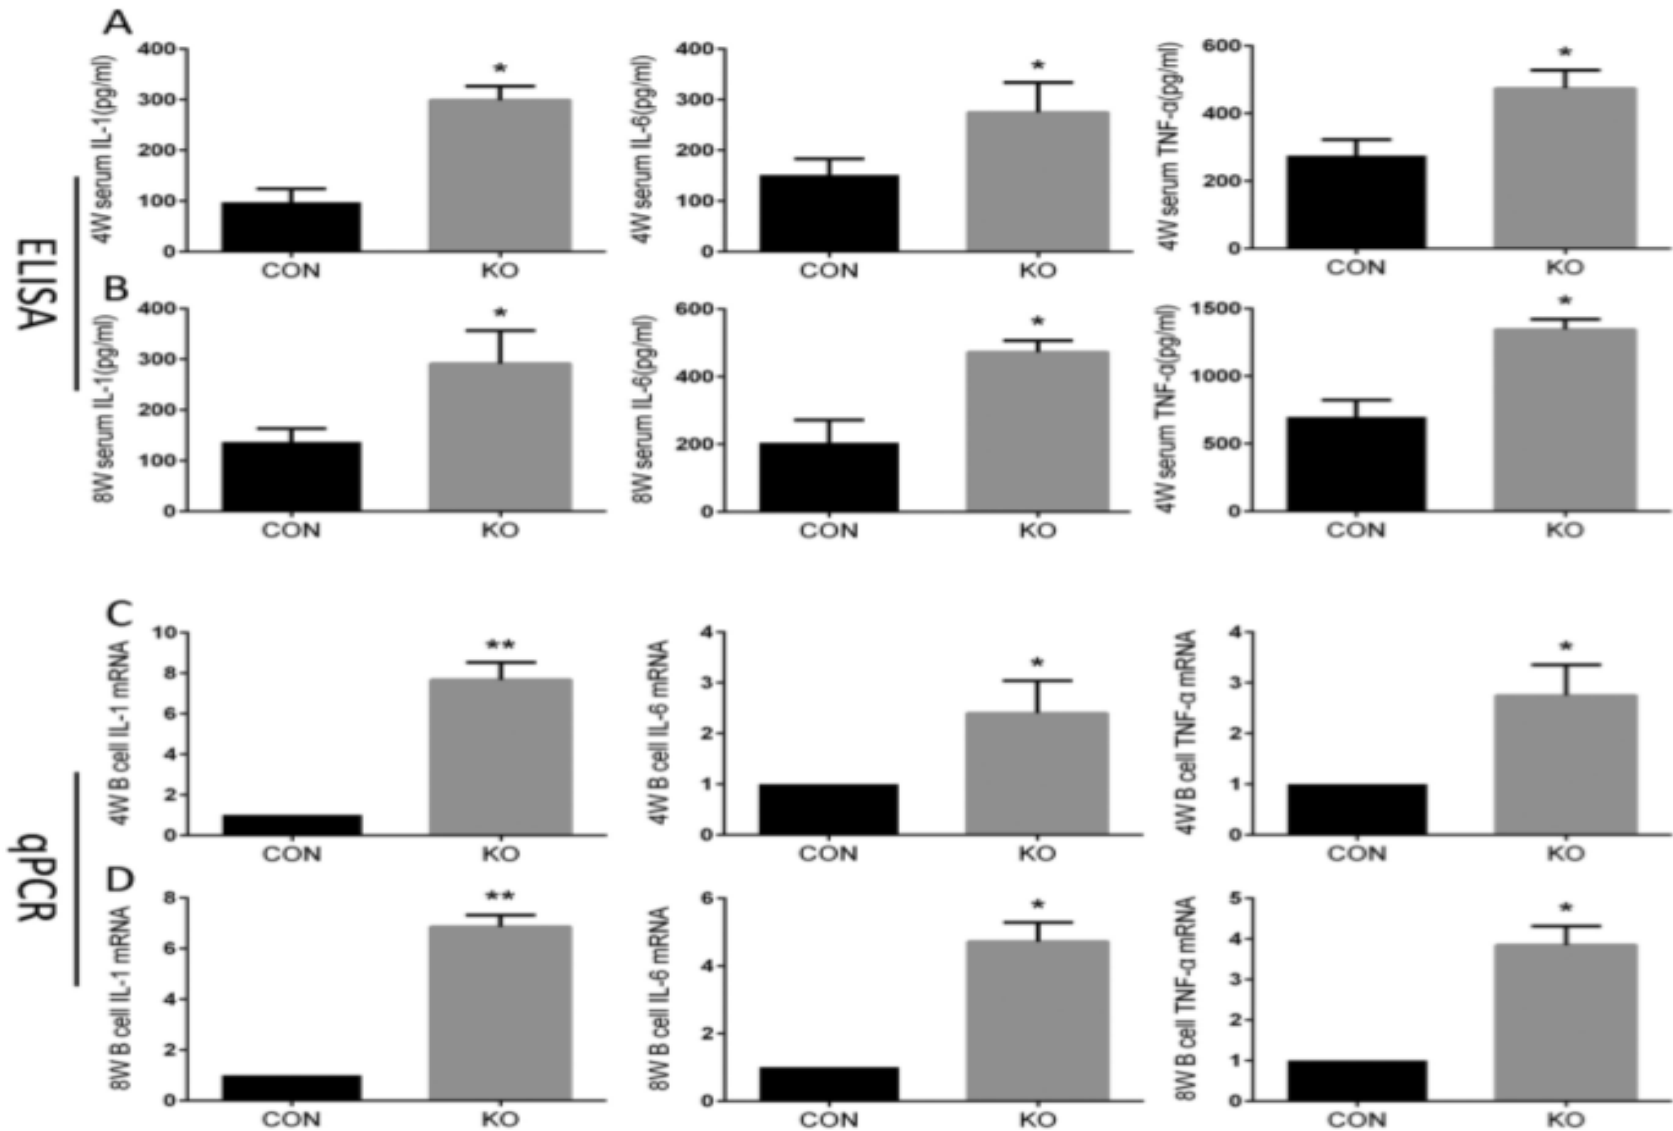 ELISA
A
4W serum IL-1(pg/ml)
400
300
200
100
0
*
CON KO
4W serum IL-6(pg/ml)
400
300
200
100
0
*
CON KO
4W serum TNF-α(pg/ml)
600
400
200
0
*
CON KO
B
8W serum IL-1(pg/ml)
400
300
200
100
0
*
CON KO
8W serum IL-6(pg/ml)
600
400
200
0
*
CON KO
4W serum TNF-α(pg/ml)
1500
1000
500
0
*
CON KO
qPCR
C
4W B cell IL-1 mRNA
10
8
6
4
2
0
**
CON KO
4W B cell IL-6 mRNA
4
3
2
1
0
*
CON KO
4W B cell TNF-α mRNA
4
3
2
1
0
*
CON KO
D
8W B cell IL-1 mRNA
8
6
4
2
0
**
CON KO
8W B cell IL-6 mRNA
6
4
2
0
*
CON KO
8W B cell TNF-α mRNA
5
4
3
2
1
0
*
CON KO